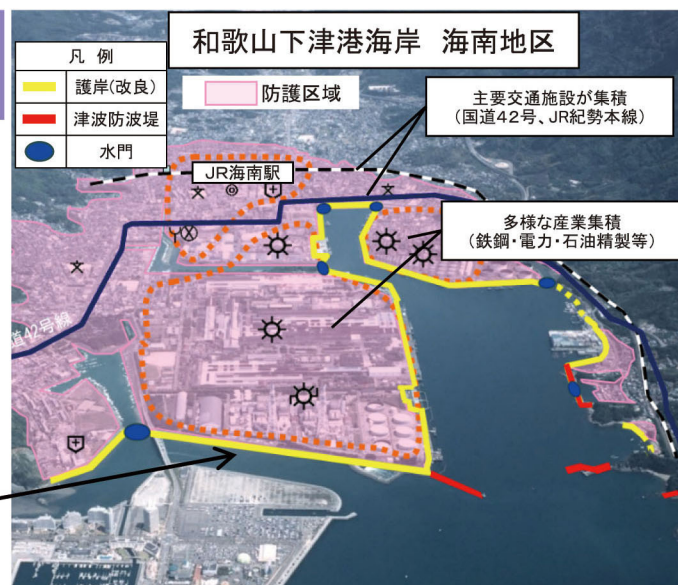 和歌山下津港海岸 海南地区
凡 例
護岸(改良)
津波防波堤
水門
防護区域
主要交通施設が集積
(国道42号、JR紀勢本線)
JR海南駅
多様な産業集積
(鉄鋼・電力・石油精製等)
道42号線